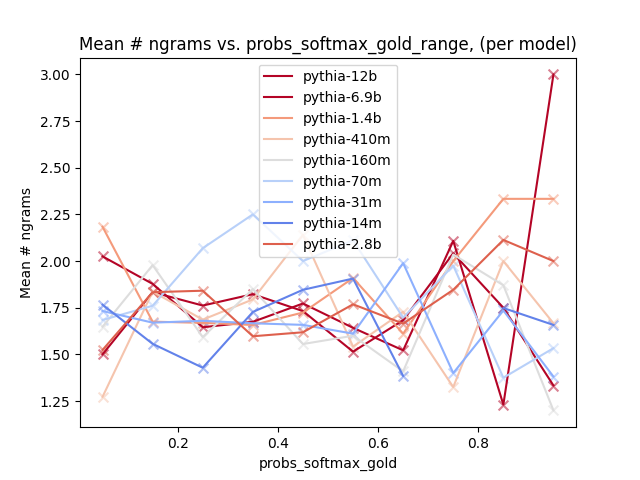 Mean # ngrams vs. probs_softmax_gold_range, (per model)
3.00
2.75
2.50
2.25
2.00
1.75
1.50
1.25
Mean # ngrams
pythia-12b
pythia-6.9b
pythia-1.4b
pythia-410m
pythia-160m
pythia-70m
pythia-31m
pythia-14m
pythia-2.8b
0.2 0.4 0.6 0.8
probs_softmax_gold